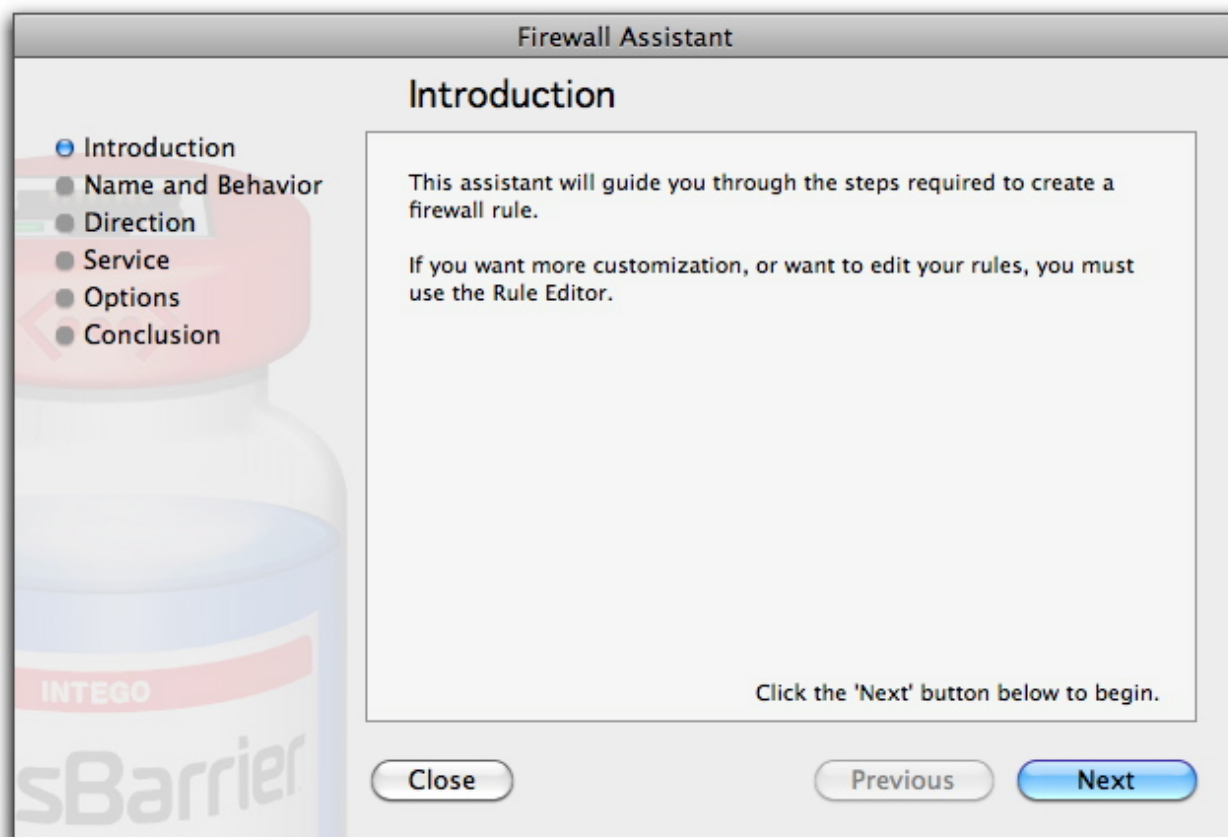 Firewall Assistant
Introduction
Introduction
Name and Behavior
Direction
Service
Options
Conclusion
This assistant will guide you through the steps required to create a
firewall rule.
If you want more customization, or want to edit your rules, you must
use the Rule Editor.
Click the 'Next' button below to begin.
INTEGO
sBarrier
Close
Previous
Next